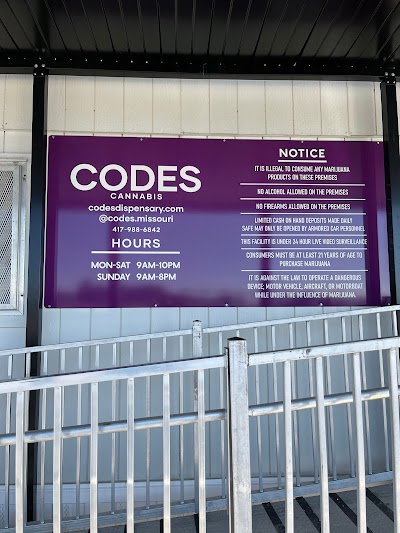 CODES
CANNABIS
codesdispensary.com
@codes.missouri
417-988-6842
HOURS
MON-SAT 9AM-10PM
SUNDAY 9AM-8PM
NOTICE
IT IS ILLEGAL TO CONSUME ANY MARIJUANA
PRODUCTS ON THESE PREMISES
NO ALCOHOL ALLOWED ON THE PREMISES
NO FIREARMS ALLOWED ON THE PREMISES
LIMITED CASH ON HAND DEPOSITS MADE DAILY
SAFE MAY ONLY BE OPENED BY ARMORED CAR PERSONNEL
THIS FACILITY IS UNDER 24 HOUR LIVE VIDEO SURVEILLANCE
CONSUMERS MUST BE AT LEAST 21 YEARS OF AGE TO
PURCHASE MARIJUANA
IT IS AGAINST THE LAW TO OPERATE A DANGEROUS
DEVICE; MOTOR VEHICLE, AIRCRAFT, OR MOTORBOAT
WHILE UNDER THE INFLUENCE OF MARIJUANA.